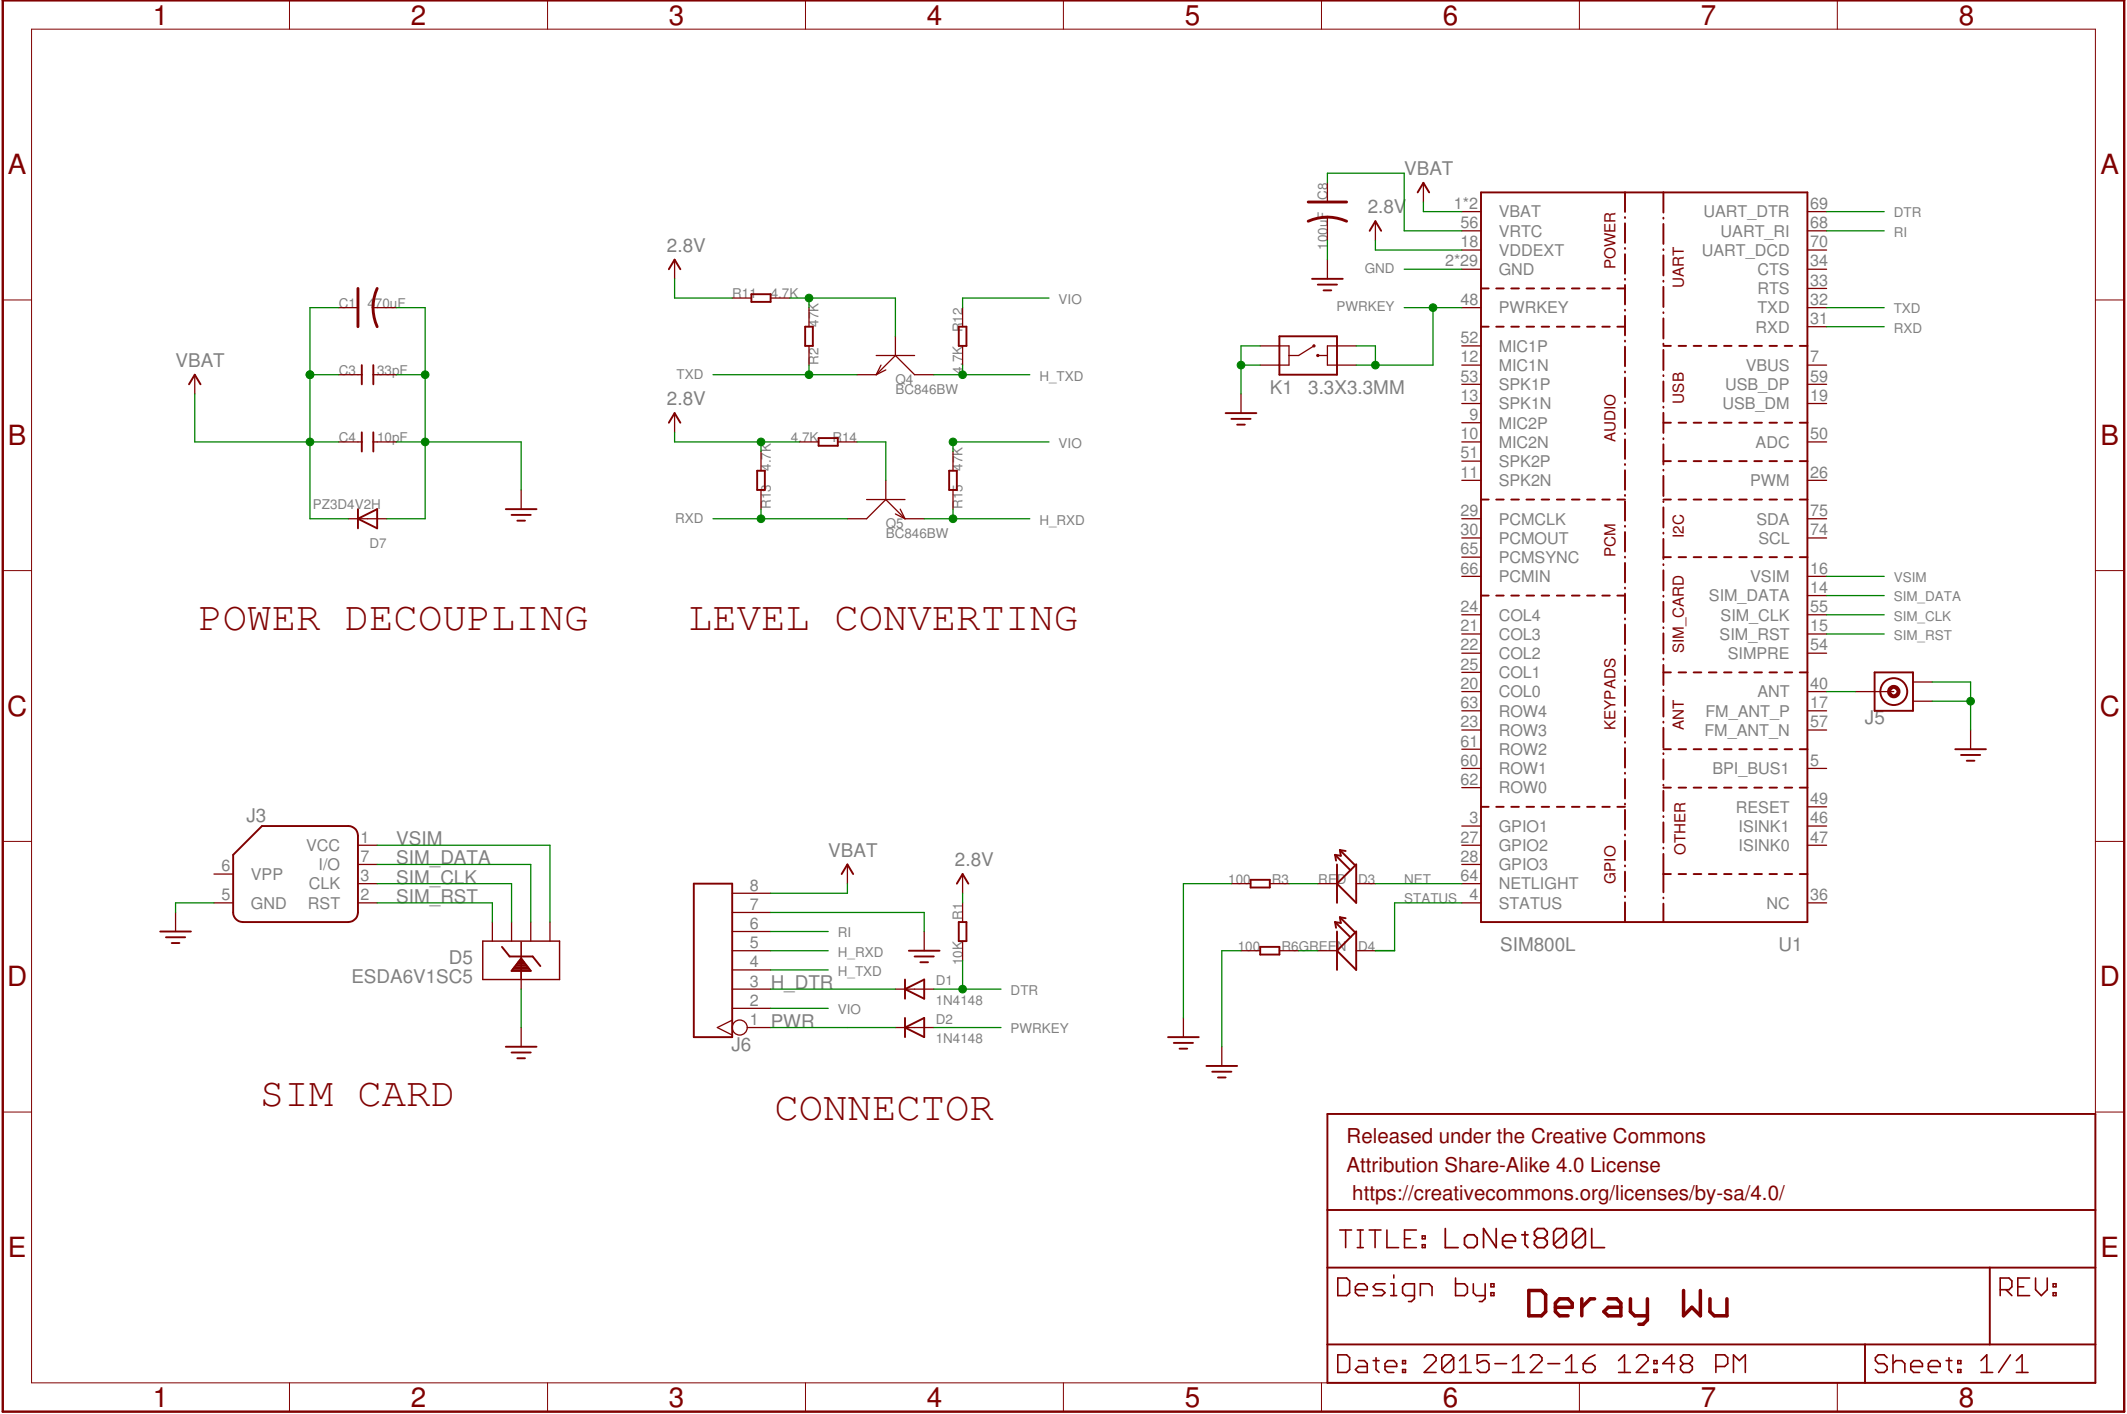 1 2 3 4 5 6 7 8
A A
B B
C C
D D
E E
1 2 3 4 5 6 7 8
VBAT
C1 470uF
C3 33pF
C4 10pF
PZ3D4V2H
D7
POWER DECOUPLING
2.8V
R11 4.7K
47K
R2
R12
4.7K
VIO
TXD
Q4
BC846BW
H_TXD
2.8V
4.7K R14
4.7K
R13
47K
R15
VIO
RXD
Q5
BC846BW
H_RXD
LEVEL CONVERTING
J3
VCC 1 VSIM
I/O 7 SIM_DATA
CLK 3 SIM_CLK
RST 2 SIM_RST
6 VPP
5 GND
D5
ESDA6V1SC5
SIM CARD
VBAT
2.8V
R1
10K
8
7
6 RI
5 H_RXD
4 H_TXD
3 H_DTR D1 DTR
1N4148
2 VIO
1 PWR D2 PWRKEY
1N4148
J6
CONNECTOR
VBAT
C8
100uF
2.8V
GND
PWRKEY
K1 3.3X3.3MM
1*2 VBAT
56 VRTC
18 VDDEXT
2*29 GND
POWER
48 PWRKEY
52 MIC1P
12 MIC1N
53 SPK1P
13 SPK1N
9 MIC2P
10 MIC2N
51 SPK2P
11 SPK2N
AUDIO
29 PCMCLK
30 PCMOUT
65 PCMSYNC
66 PCMIN
PCM
24 COL4
21 COL3
22 COL2
25 COL1
20 COL0
63 ROW4
23 ROW3
61 ROW2
60 ROW1
62 ROW0
KEYPADS
3 GPIO1
27 GPIO2
28 GPIO3
64 NETLIGHT
4 STATUS
GPIO
100 R3 RED D3 NET
STATUS
100 R6 GREEN D4
UART
UART_DTR 69 DTR
UART_RI 68 RI
UART_DCD 70
CTS 34
RTS 33
TXD 32 TXD
RXD 31 RXD
USB
VBUS 7
USB_DP 59
USB_DM 19
ADC 50
PWM 26
I2C
SDA 75
SCL 74
SIM_CARD
VSIM 16 VSIM
SIM_DATA 14 SIM_DATA
SIM_CLK 55 SIM_CLK
SIM_RST 15 SIM_RST
SIMPRE 54
ANT
ANT 40
FM_ANT_P 17
FM_ANT_N 57
J5
BPI_BUS1 5
OTHER
RESET 49
ISINK1 46
ISINK0 47
NC 36
SIM800L U1
Released under the Creative Commons
Attribution Share-Alike 4.0 License
https://creativecommons.org/licenses/by-sa/4.0/
TITLE: LoNet800L
Design by: Deray Wu
REV:
Date: 2015-12-16 12:48 PM
Sheet: 1/1